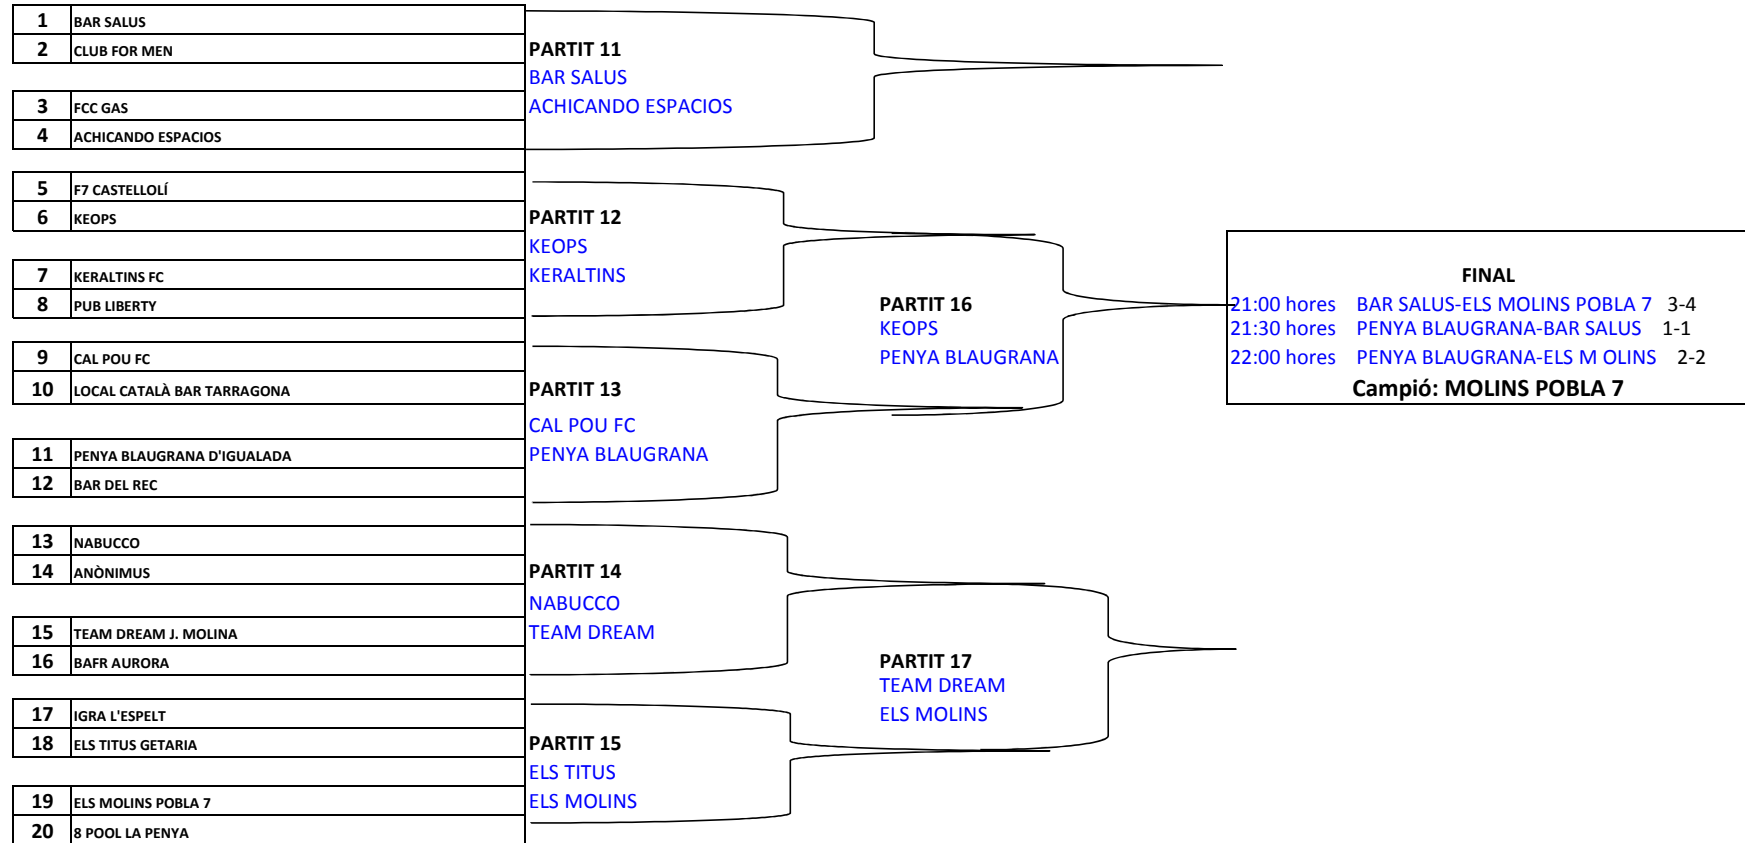 1 BAR SALUS
2 CLUB FOR MEN
PARTIT 11
BAR SALUS
3 FCC GAS
ACHICANDO ESPACIOS
4 ACHICANDO ESPACIOS
5 F7 CASTELLOLÍ
6 KEOPS
PARTIT 12
KEOPS
7 KERALTINS FC
KERALTINS
8 PUB LIBERTY
9 CAL POU FC
10 LOCAL CATALÀ BAR TARRAGONA
PARTIT 13
CAL POU FC
11 PENYA BLAUGRANA D'IGUALADA
PENYA BLAUGRANA
12 BAR DEL REC
13 NABUCCO
14 ANÒNIMUS
PARTIT 14
NABUCCO
15 TEAM DREAM J. MOLINA
TEAM DREAM
16 BAFR AURORA
17 IGRA L'ESPELT
18 ELS TITUS GETARIA
PARTIT 15
ELS TITUS
19 ELS MOLINS POBLA 7
ELS MOLINS
20 8 POOL LA PENYA
PARTIT 16
KEOPS
PENYA BLAUGRANA
PARTIT 17
TEAM DREAM
ELS MOLINS
FINAL
21:00 hores BAR SALUS-ELS MOLINS POBLA 7 3-4
21:30 hores PENYA BLAUGRANA-BAR SALUS 1-1
22:00 hores PENYA BLAUGRANA-ELS M OLINS 2-2
Campió: MOLINS POBLA 7